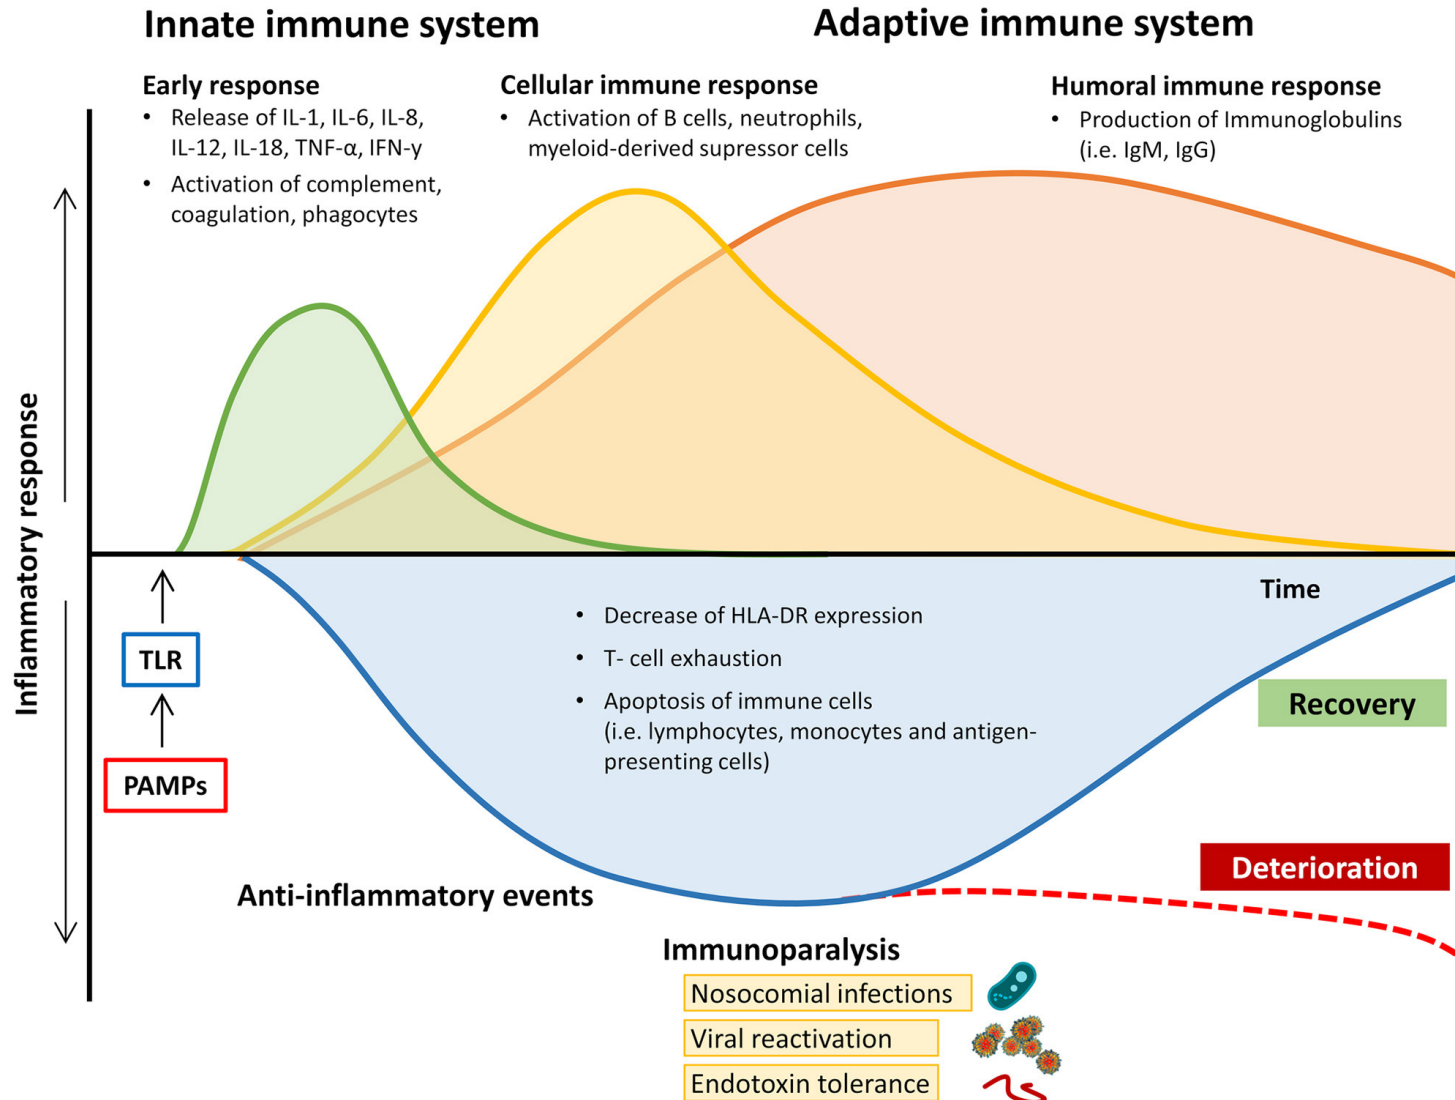 Innate immune system
Adaptive immune system
Early response
• Release of IL-1, IL-6, IL-8,
IL-12, IL-18, TNF-α, IFN-y
• Activation of complement,
coagulation, phagocytes
Cellular immune response
• Activation of B cells, neutrophils,
myeloid-derived supressor cells
Humoral immune response
• Production of Immunoglobulins
(i.e. IgM, IgG)
Inflammatory response
Time
TLR
PAMPs
• Decrease of HLA-DR expression
• T- cell exhaustion
• Apoptosis of immune cells
(i.e. lymphocytes, monocytes and antigen-
presenting cells)
Recovery
Deterioration
Anti-inflammatory events
Immunoparalysis
Nosocomial infections
Viral reactivation
Endotoxin tolerance